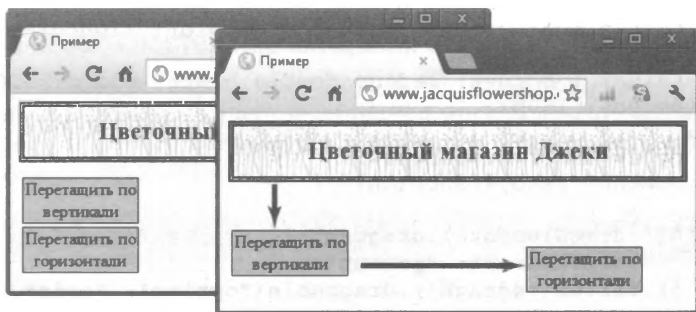 Пример
www.j
Цветочный
Перетащить по
вертикали
Перетащить по
горизонтали
Пример
www.jacquisflowershop.
Цветочный магазин Джеки
Перетащить по
вертикали
Перетащить по
горизонтали